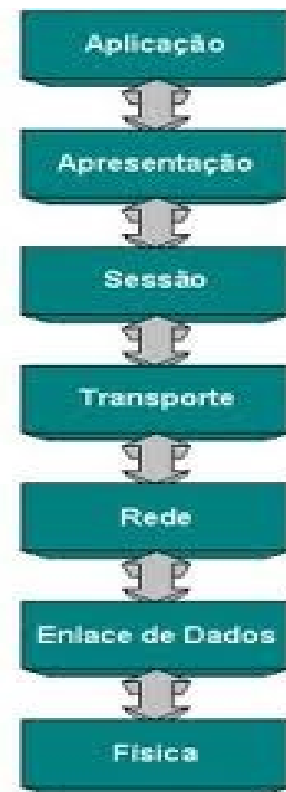 Aplicação
Apresentação
Sessão
Transporte
Rede
Enlace de Dados
Física